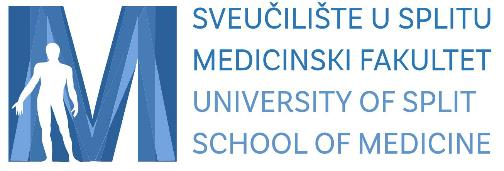 SVEUČILIŠTE U SPLITU
MEDICINSKI FAKULTET
UNIVERSITY OF SPLIT
SCHOOL OF MEDICINE